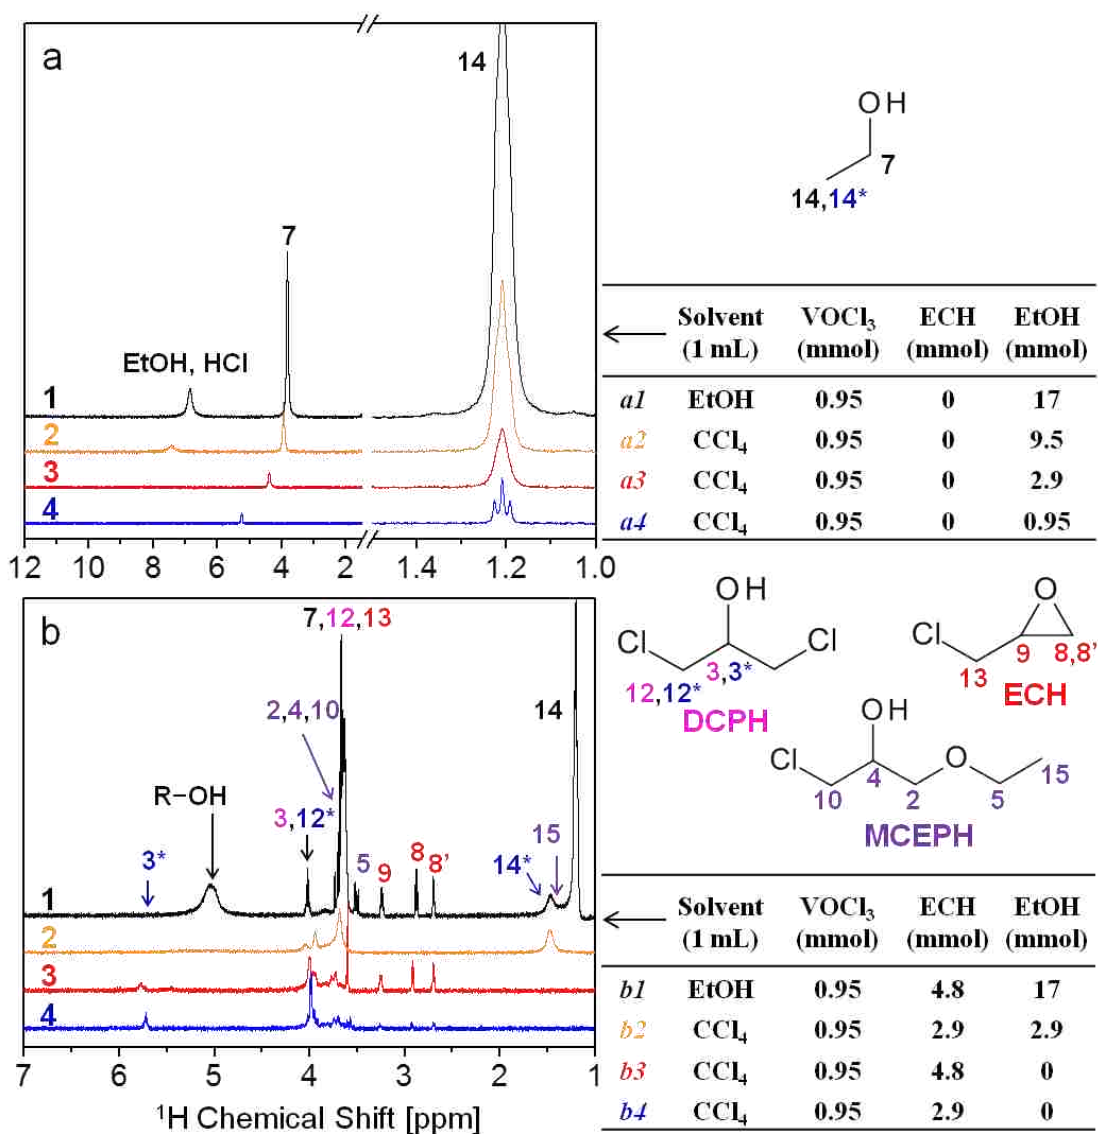 a
14
7
EtOH, HCl
1
2
3
4
12 10 8 6 4 2 1.4 1.2 1.0
OH
7
14,14*
Solvent VOCl₃ ECH EtOH
(1 mL) (mmol) (mmol) (mmol)
a1 EtOH 0.95 0 17
a2 CCl₄ 0.95 0 9.5
a3 CCl₄ 0.95 0 2.9
a4 CCl₄ 0.95 0 0.95
b
7,12,13
2,4,10
14
R-OH
3,12*
3*
5
9
8
8'
14*
15
1
2
3
4
7 6 5 4 3 2 1
¹H Chemical Shift [ppm]
OH
Cl
Cl
3,3*
12,12*
DCPH
O
Cl
9
8,8'
13
ECH
OH
Cl
O
4
15
10
2
5
MCEPH
Solvent VOCl₃ ECH EtOH
(1 mL) (mmol) (mmol) (mmol)
b1 EtOH 0.95 4.8 17
b2 CCl₄ 0.95 2.9 2.9
b3 CCl₄ 0.95 4.8 0
b4 CCl₄ 0.95 2.9 0